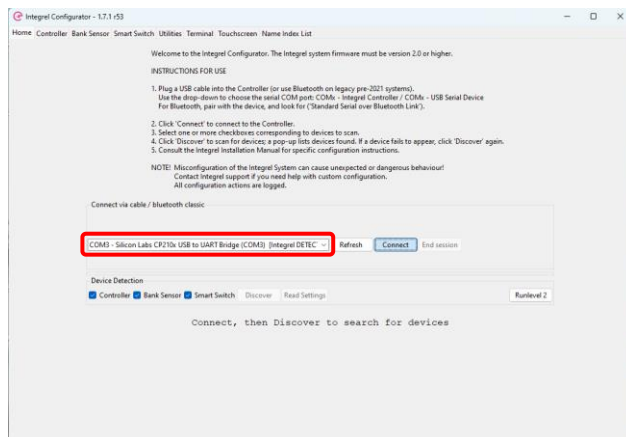 Integrel Configurator - 1.7.1 r53
Home Controller Bank Sensor Smart Switch Utilities Terminal Touchscreen Name Index List
Welcome to the Integrel Configurator. The Integrel system firmware must be version 2.0 or higher.
INSTRUCTIONS FOR USE
1. Plug a USB cable into the Controller (or use Bluetooth on legacy pre-2021 systems).
Use the drop-down to choose the serial COM port: COMx - Integrel Controller / COMx - USB Serial Device
For Bluetooth, pair with the device, and look for ('Standard Serial over Bluetooth Link').
2. Click 'Connect' to connect to the Controller.
3. Select one or more checkboxes corresponding to devices to scan.
4. Click 'Discover' to scan for devices; a pop-up lists devices found. If a device fails to appear, click 'Discover' again.
5. Consult the Integrel Installation Manual for specific configuration instructions.
NOTE! Misconfiguration of the Integrel System can cause unexpected or dangerous behaviour!
Contact Integrel support if you need help with custom configuration.
All configuration actions are logged.
Connect via cable / bluetooth classic
COM3 - Silicon Labs CP210x USB to UART Bridge (COM3) [Integrel DETEC Refresh Connect End session
Device Detection
Controller Bank Sensor Smart Switch Discover Read Settings Runlevel 2
Connect, then Discover to search for devices